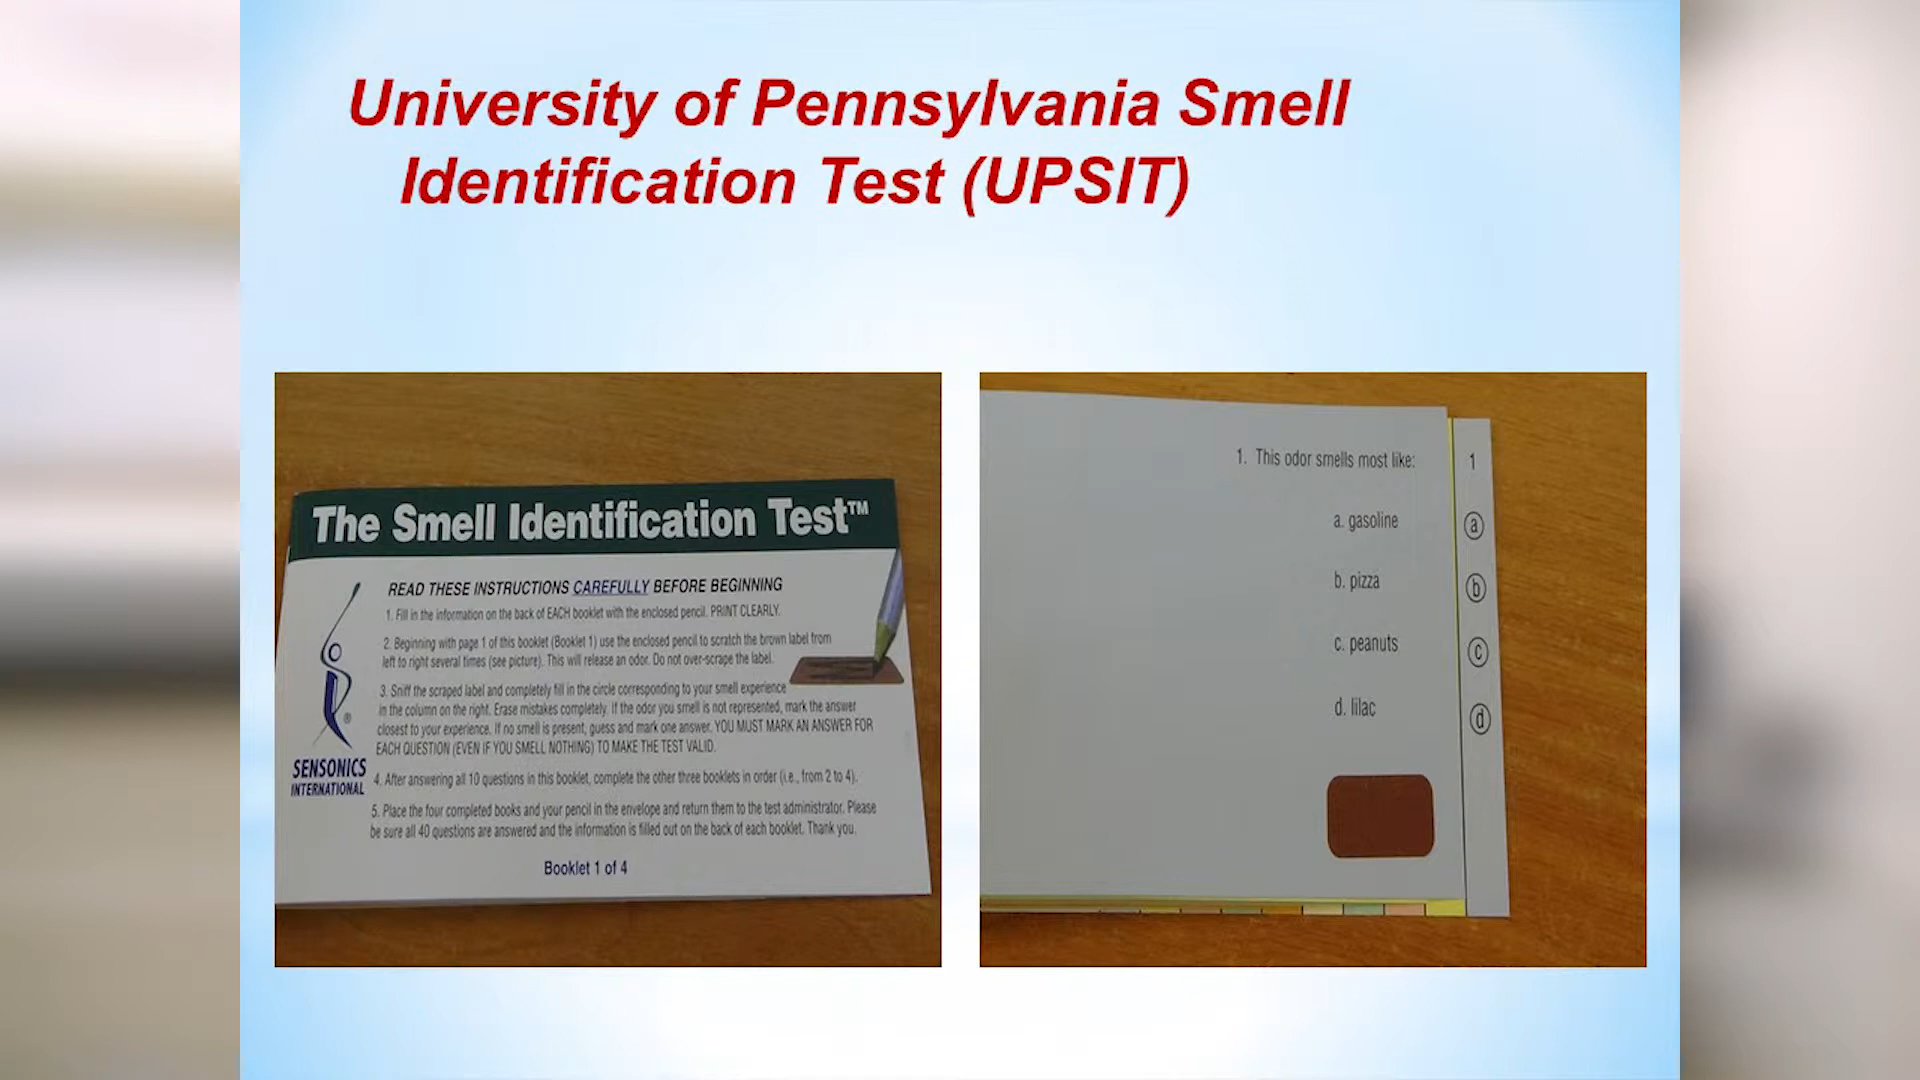 University of Pennsylvania Smell
Identification Test (UPSIT)
The Smell Identification Test™
READ THESE INSTRUCTIONS CAREFULLY BEFORE BEGINNING
1. Fill in the information on the back of EACH booklet with the enclosed pencil. PRINT CLEARLY.
2. Beginning with page 1 of this booklet (Booklet 1) use the enclosed pencil to scratch the brown label from
left to right several times (see picture). This will release an odor. Do not over-scrape the label.
3. Sniff the scraped label and completely fill in the circle corresponding to your smell experience
in the column on the right. Erase mistakes completely. If the odor you smell is not represented, mark the answer
closest to your experience. If no smell is present, guess and mark one answer. YOU MUST MARK AN ANSWER FOR
EACH QUESTION (EVEN IF YOU SMELL NOTHING) TO MAKE THE TEST VALID.
4. After answering all 10 questions in this booklet, complete the other three booklets in order (i.e., from 2 to 4).
5. Place the four completed books and your pencil in the envelope and return them to the test administrator. Please
be sure all 40 questions are answered and the information is filled out on the back of each booklet. Thank you.
SENSONICS
INTERNATIONAL
®
Booklet 1 of 4
1. This odor smells most like:
a. gasoline
b. pizza
c. peanuts
d. lilac
1
a
b
c
d